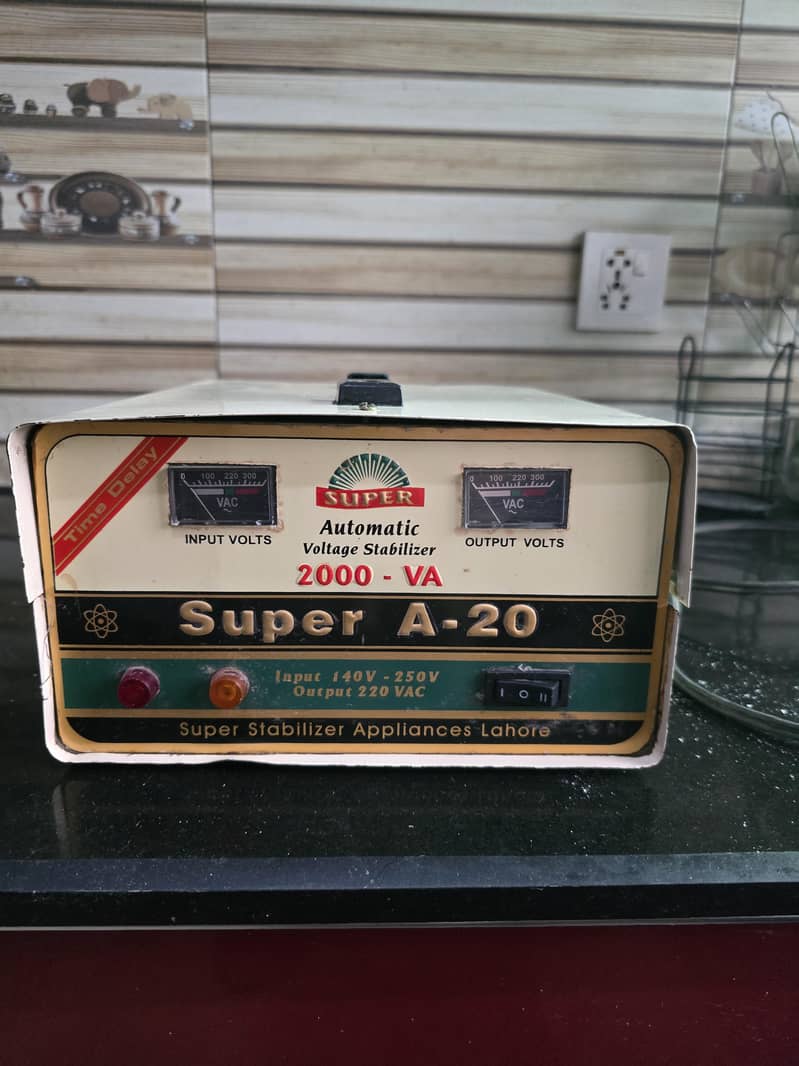 Time Delay
0 100 220 300
VAC
~
INPUT VOLTS
SUPER
Automatic
Voltage Stabilizer
2000 - VA
0 100 220 300
VAC
~
OUTPUT VOLTS
Super A-20
Input 140V - 250V
Output 220 VAC
I O II
Super Stabilizer Appliances Lahore